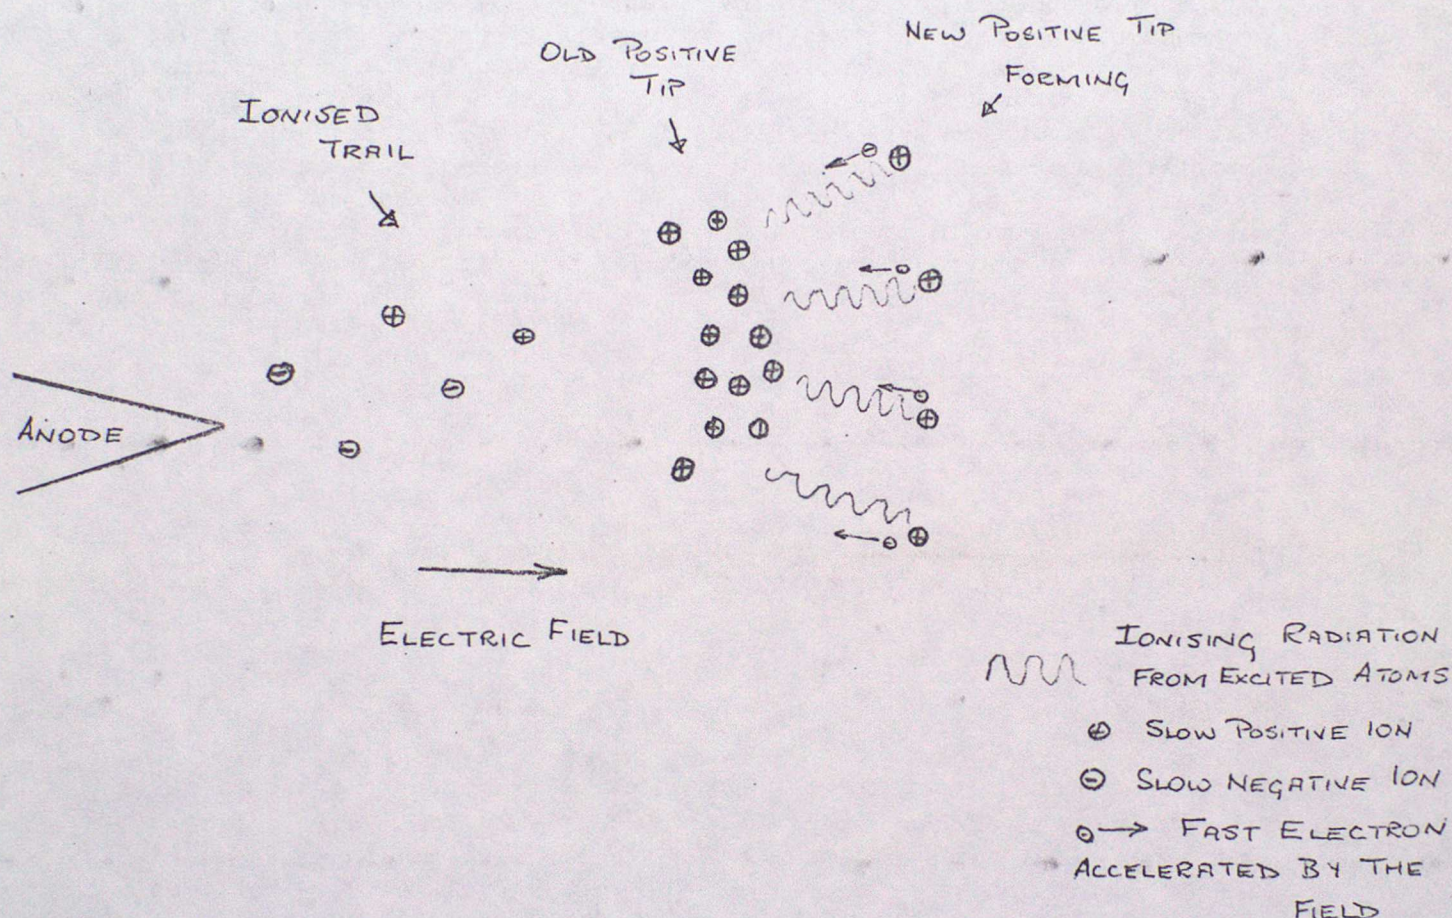 NEW POSITIVE TIP
FORMING
OLD POSITIVE
TIP
IONISED
TRAIL
ANODE
ELECTRIC FIELD
IONISING RADIATION
FROM EXCITED ATOMS
SLOW POSITIVE ION
SLOW NEGATIVE ION
FAST ELECTRON
ACCELERATED BY THE
FIELD